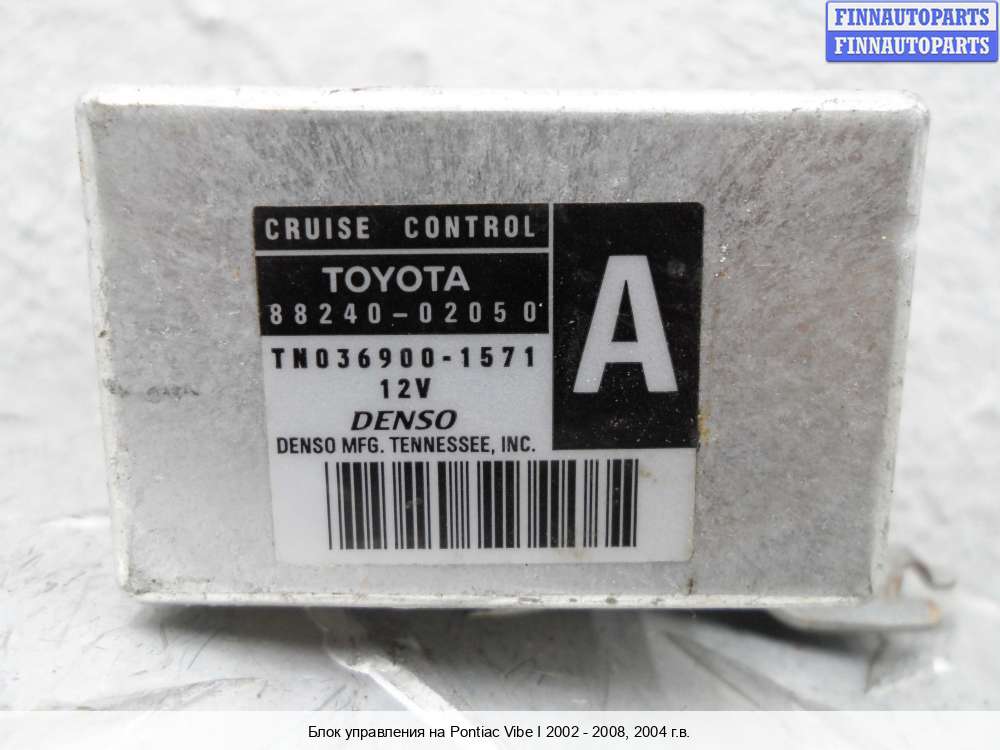 FINNAUTOPARTS
FINNAUTOPARTS
CRUISE CONTROL
TOYOTA
88240-02050
A
TN036900-1571
12V
DENSO
DENSO MFG. TENNESSEE, INC.
Блок управления на Pontiac Vibe I 2002 - 2008, 2004 г.в.